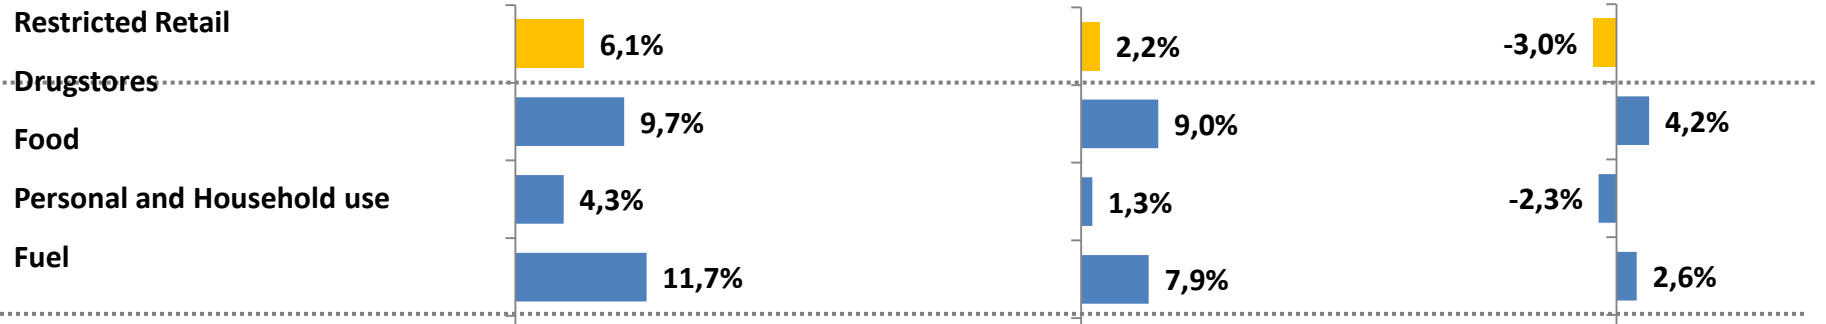 Restricted Retail
6,1% 2,2% -3,0%
Drugstores
9,7% 9,0% 4,2%
Food
Personal and Household use
4,3% 1,3% -2,3%
Fuel
11,7% 7,9% 2,6%